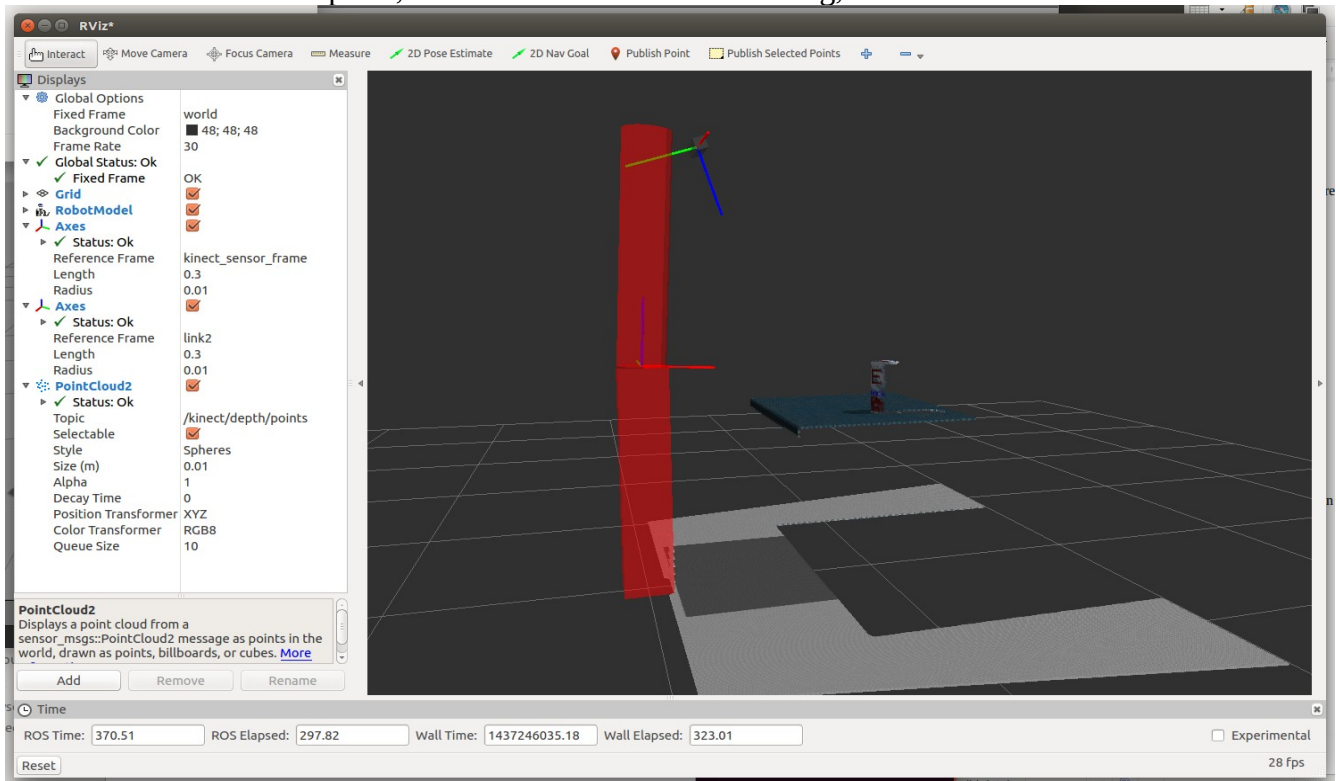 RViz*
Interact Move Camera Focus Camera Measure 2D Pose Estimate 2D Nav Goal Publish Point Publish Selected Points
Displays
Global Options
Fixed Frame world
Background Color 48; 48; 48
Frame Rate 30
Global Status: Ok
Fixed Frame OK
Grid
RobotModel
Axes
Status: Ok
Reference Frame kinect_sensor_frame
Length 0.3
Radius 0.01
Axes
Status: Ok
Reference Frame link2
Length 0.3
Radius 0.01
PointCloud2
Status: Ok
Topic /kinect/depth/points
Selectable
Style Spheres
Size (m) 0.01
Alpha 1
Decay Time 0
Position Transformer XYZ
Color Transformer RGB8
Queue Size 10
PointCloud2
Displays a point cloud from a
sensor_msgs::PointCloud2 message as points in the
world, drawn as points, billboards, or cubes. More
Add Remove Rename
Time
ROS Time: 370.51 ROS Elapsed: 297.82 Wall Time: 1437246035.18 Wall Elapsed: 323.01 Experimental
Reset 28 fps